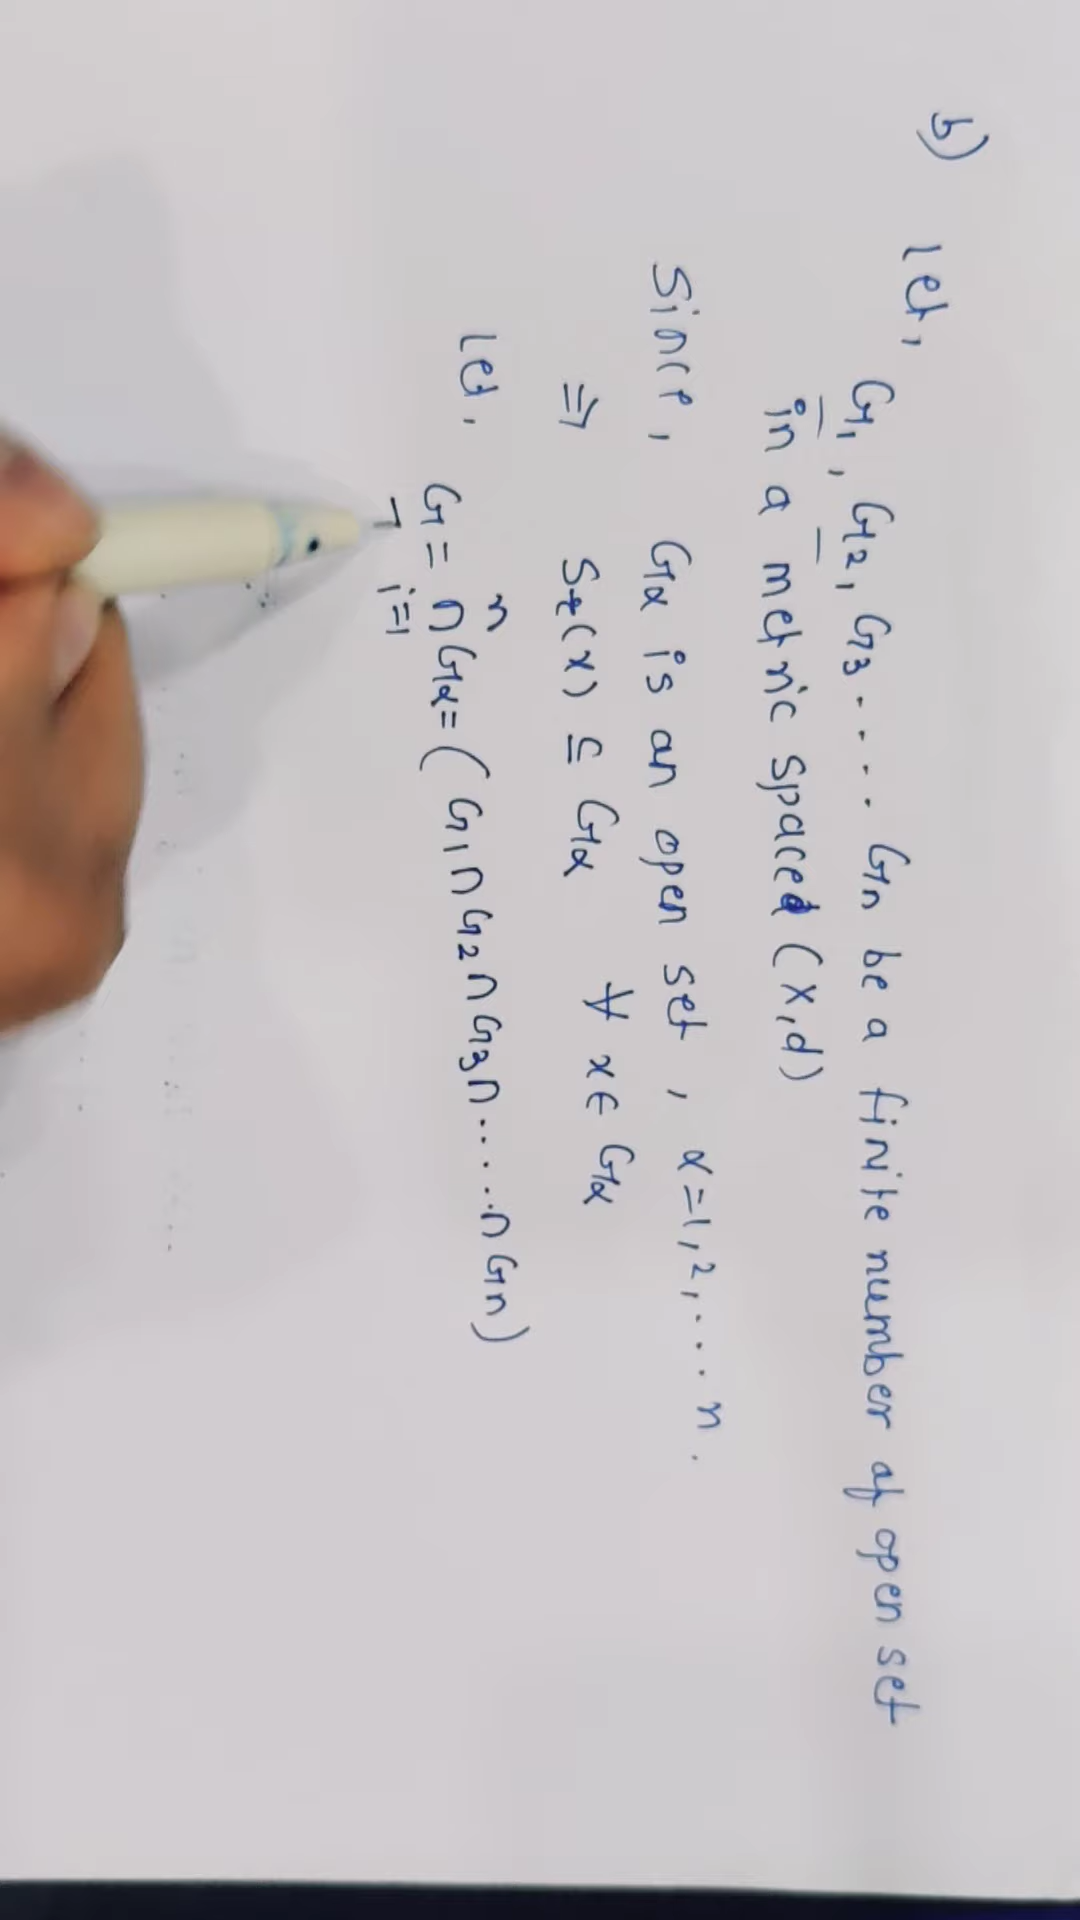 b)
Let,
G₁, G₂, G₃.... Gn be a finite number of open set
in a metric space (X,d)
Since, Gα is an open set, α=1,2,....n.
⇒ Sr(x) ⊆ Gα ∀ x∈ Gα
Let,
G = ⁿ∩ᵢ₌₁ Gα = (G₁∩G₂∩G₃∩.....∩Gn)